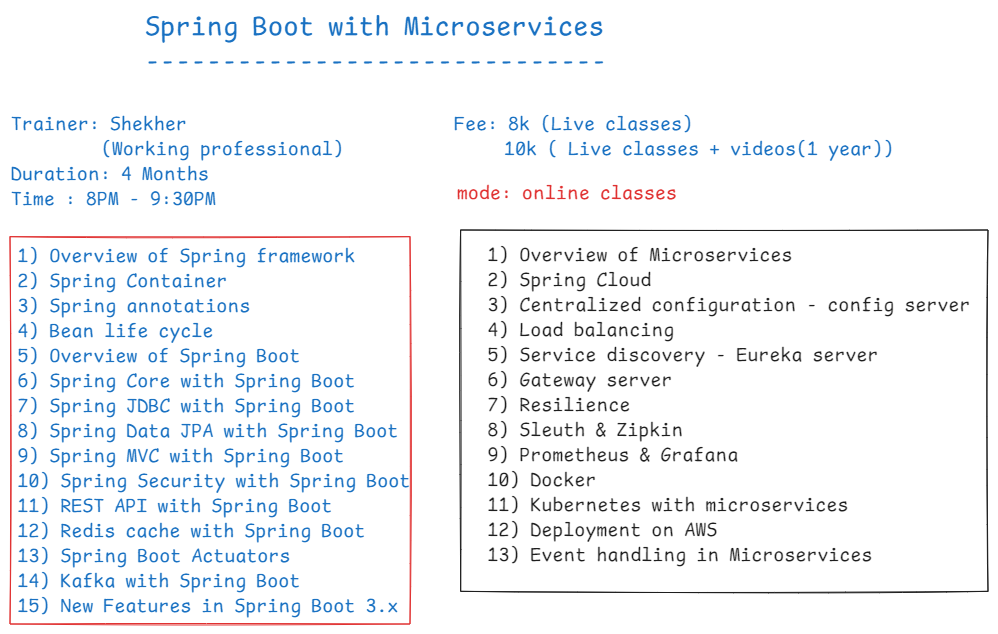 Spring Boot with Microservices
------------------------------
Trainer: Shekher
(Working professional)
Duration: 4 Months
Time : 8PM - 9:30PM
Fee: 8k (Live classes)
10k ( Live classes + videos(1 year))
mode: online classes
1) Overview of Spring framework
2) Spring Container
3) Spring annotations
4) Bean life cycle
5) Overview of Spring Boot
6) Spring Core with Spring Boot
7) Spring JDBC with Spring Boot
8) Spring Data JPA with Spring Boot
9) Spring MVC with Spring Boot
10) Spring Security with Spring Boot
11) REST API with Spring Boot
12) Redis cache with Spring Boot
13) Spring Boot Actuators
14) Kafka with Spring Boot
15) New Features in Spring Boot 3.x
1) Overview of Microservices
2) Spring Cloud
3) Centralized configuration - config server
4) Load balancing
5) Service discovery - Eureka server
6) Gateway server
7) Resilience
8) Sleuth & Zipkin
9) Prometheus & Grafana
10) Docker
11) Kubernetes with microservices
12) Deployment on AWS
13) Event handling in Microservices